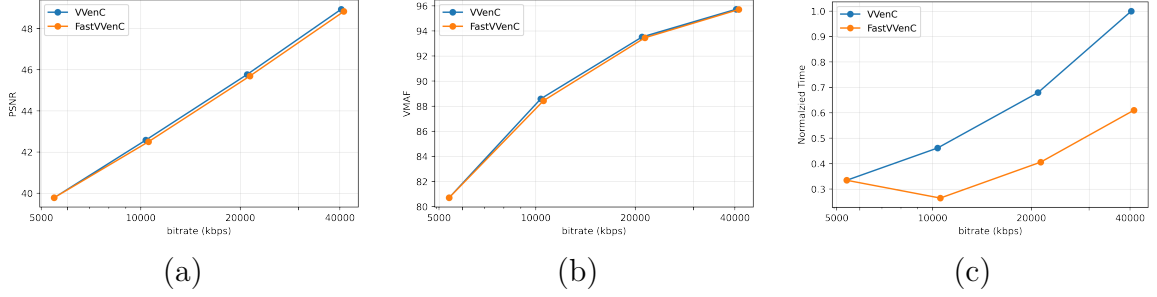 VVenC
FastVVenC
PSNR
48
46
44
42
40
5000
10000
20000
40000
bitrate (kbps)
(a)
VVenC
FastVVenC
VMAF
96
94
92
90
88
86
84
82
80
5000
10000
20000
40000
bitrate (kbps)
(b)
VVenC
FastVVenC
Normalzied Time
1.0
0.9
0.8
0.7
0.6
0.5
0.4
0.3
5000
10000
20000
40000
bitrate (kbps)
(c)